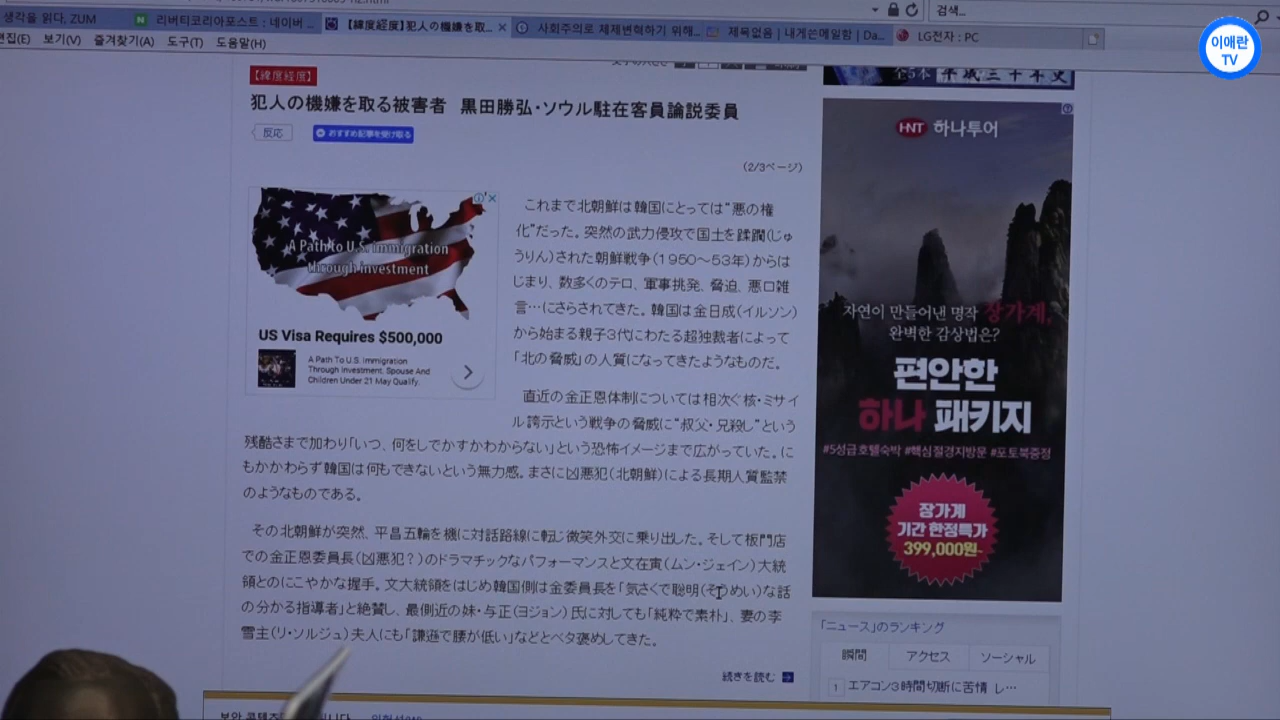 생각을 읽다, ZUM
리버티코리아포스트 : 네이버 ...
【緯度経度】犯人の機嫌を取...
사회주의로 체제변혁하기 위해...
제목없음 | 내게쓴메일함 | Da...
LG전자 : PC
검색...
보기(V) 즐겨찾기(A) 도구(T) 도움말(H)
이애란
TV
【緯度経度】
犯人の機嫌を取る被害者 黒田勝弘・ソウル駐在客員論説委員
反応
おすすめ記事を受け取る
(2/3ページ)
A Path to U.S. Immigration
through investment
US Visa Requires $500,000
A Path To U.S. Immigration
Through Investment. Spouse And
Children Under 21 May Qualify.
これまで北朝鮮は韓国にとっては“悪の権
化”だった。突然の武力侵攻で国土を蹂躙(じゅ
うりん)された朝鮮戦争(1950～53年)からは
じまり、数多くのテロ、軍事挑発、脅迫、悪口雑
言…にさらされてきた。韓国は金日成(イルソン)
から始まる親子3代にわたる超独裁者によって
「北の脅威」の人質になってきたようなものだ。
直近の金正恩体制については相次ぐ核・ミサイ
ル誇示という戦争の脅威に“叔父・兄殺し”という
残酷さまで加わり「いつ、何をしでかすかわからない」という恐怖イメージまで広がっていた。に
もかかわらず韓国は何もできないという無力感。まさに凶悪犯(北朝鮮)による長期人質監禁
のようなものである。
その北朝鮮が突然、平昌五輪を機に対話路線に転じ微笑外交に乗り出した。そして板門店
での金正恩委員長(凶悪犯？)のドラマチックなパフォーマンスと文在寅(ムン・ジェイン)大統
領とのにこやかな握手。文大統領をはじめ韓国側は金委員長を「気さくで聡明(そうめい)な話
の分かる指導者」と絶賛し、最側近の妹・与正(ヨジョン)氏に対しても「純粋で素朴」、妻の李
雪主(リ・ソルジュ)夫人にも「謙遜で腰が低い」などとベタ褒めしてきた。
続きを読む
全5本 平成三十年史
HNT 하나투어
자연이 만들어낸 명작 장가계,
완벽한 감상법은?
편안한
하나 패키지
#5성급호텔숙박 #핵심절경지방문 #포토북증정
장가계
기간 한정특가
399,000원~
「ニュース」のランキング
瞬間 アクセス ソーシャル
1 エアコン3時間切断に苦情 レ…